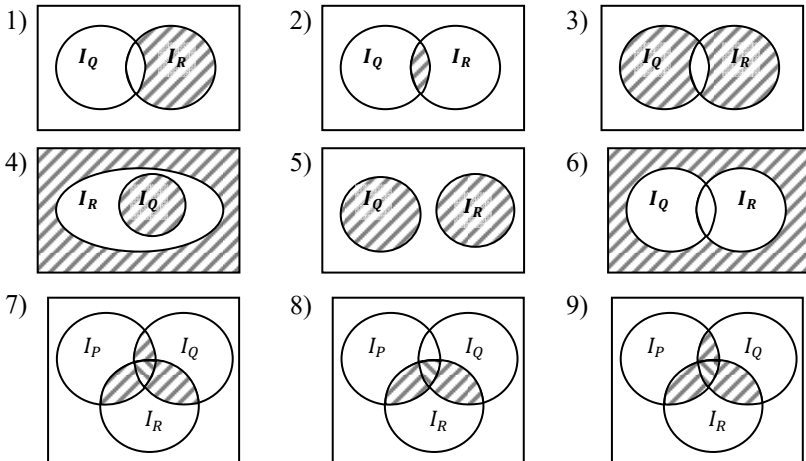 1) 2) 3)
I_Q I_R I_Q I_R I_Q I_R
4) 5) 6)
I_R I_Q I_Q I_R I_Q I_R
7) 8) 9)
I_P I_Q I_P I_Q I_P I_Q
I_R I_R I_R